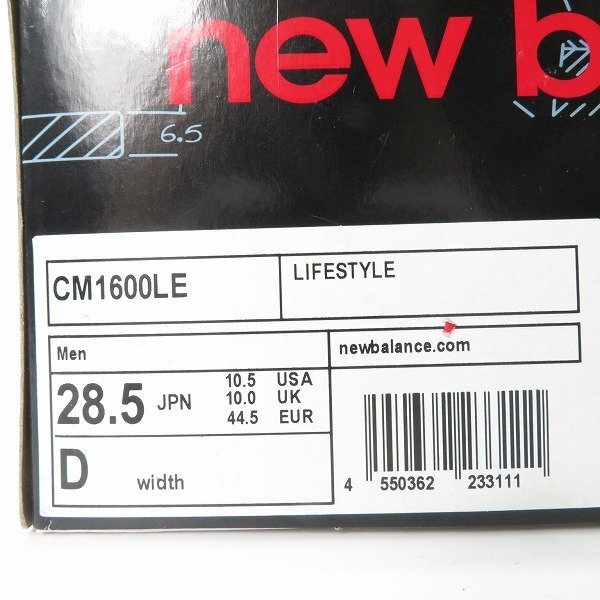 new b
6.5
CM1600LE
LIFESTYLE
Men
newbalance.com
28.5 JPN
10.5 USA
10.0 UK
44.5 EUR
D width
4 550362 233111